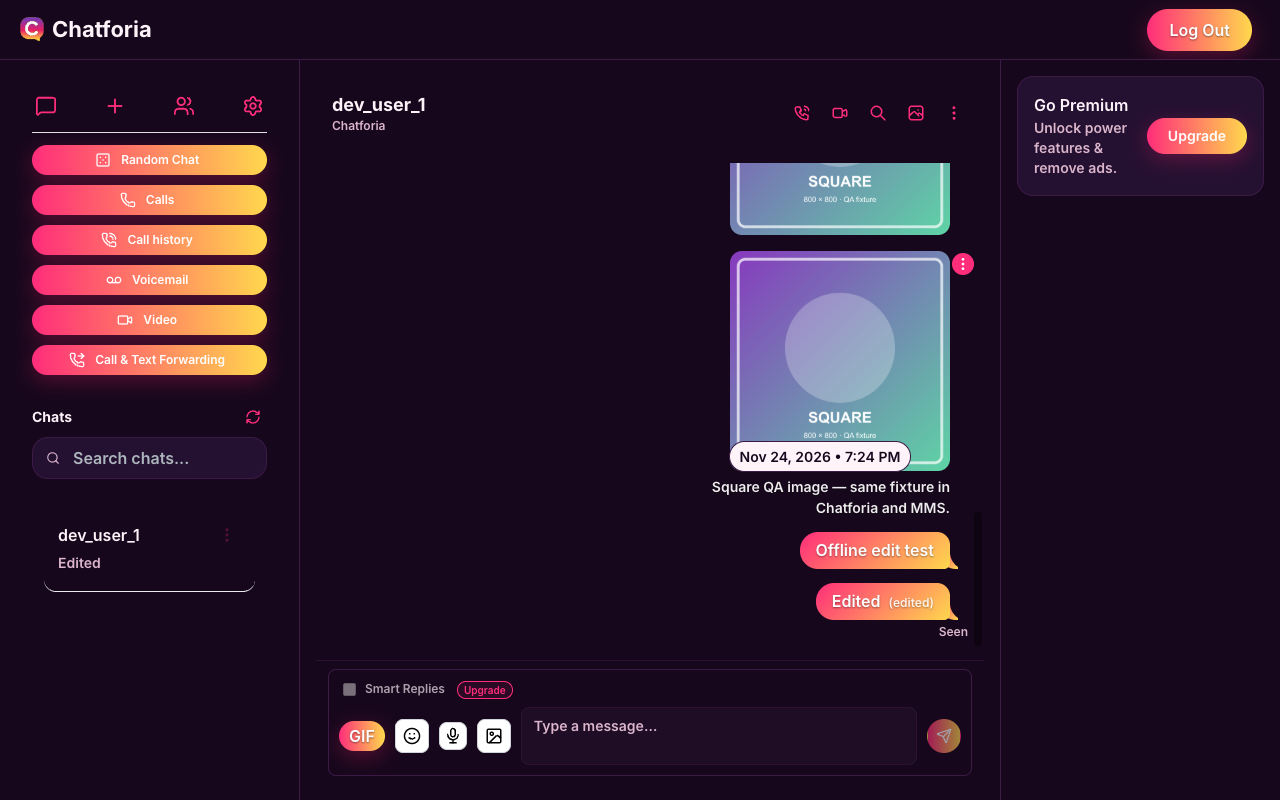 Chatforia
Log Out
Random Chat
Calls
Call history
Voicemail
Video
Call & Text Forwarding
Chats
Search chats...
dev_user_1
Edited
dev_user_1
Chatforia
SQUARE
800 × 800 · QA fixture
SQUARE
800 × 800 · QA fixture
Nov 24, 2026 • 7:24 PM
Square QA image — same fixture in
Chatforia and MMS.
Offline edit test
Edited (edited)
Seen
Smart Replies Upgrade
GIF
Type a message...
Go Premium
Unlock power
features &
remove ads.
Upgrade